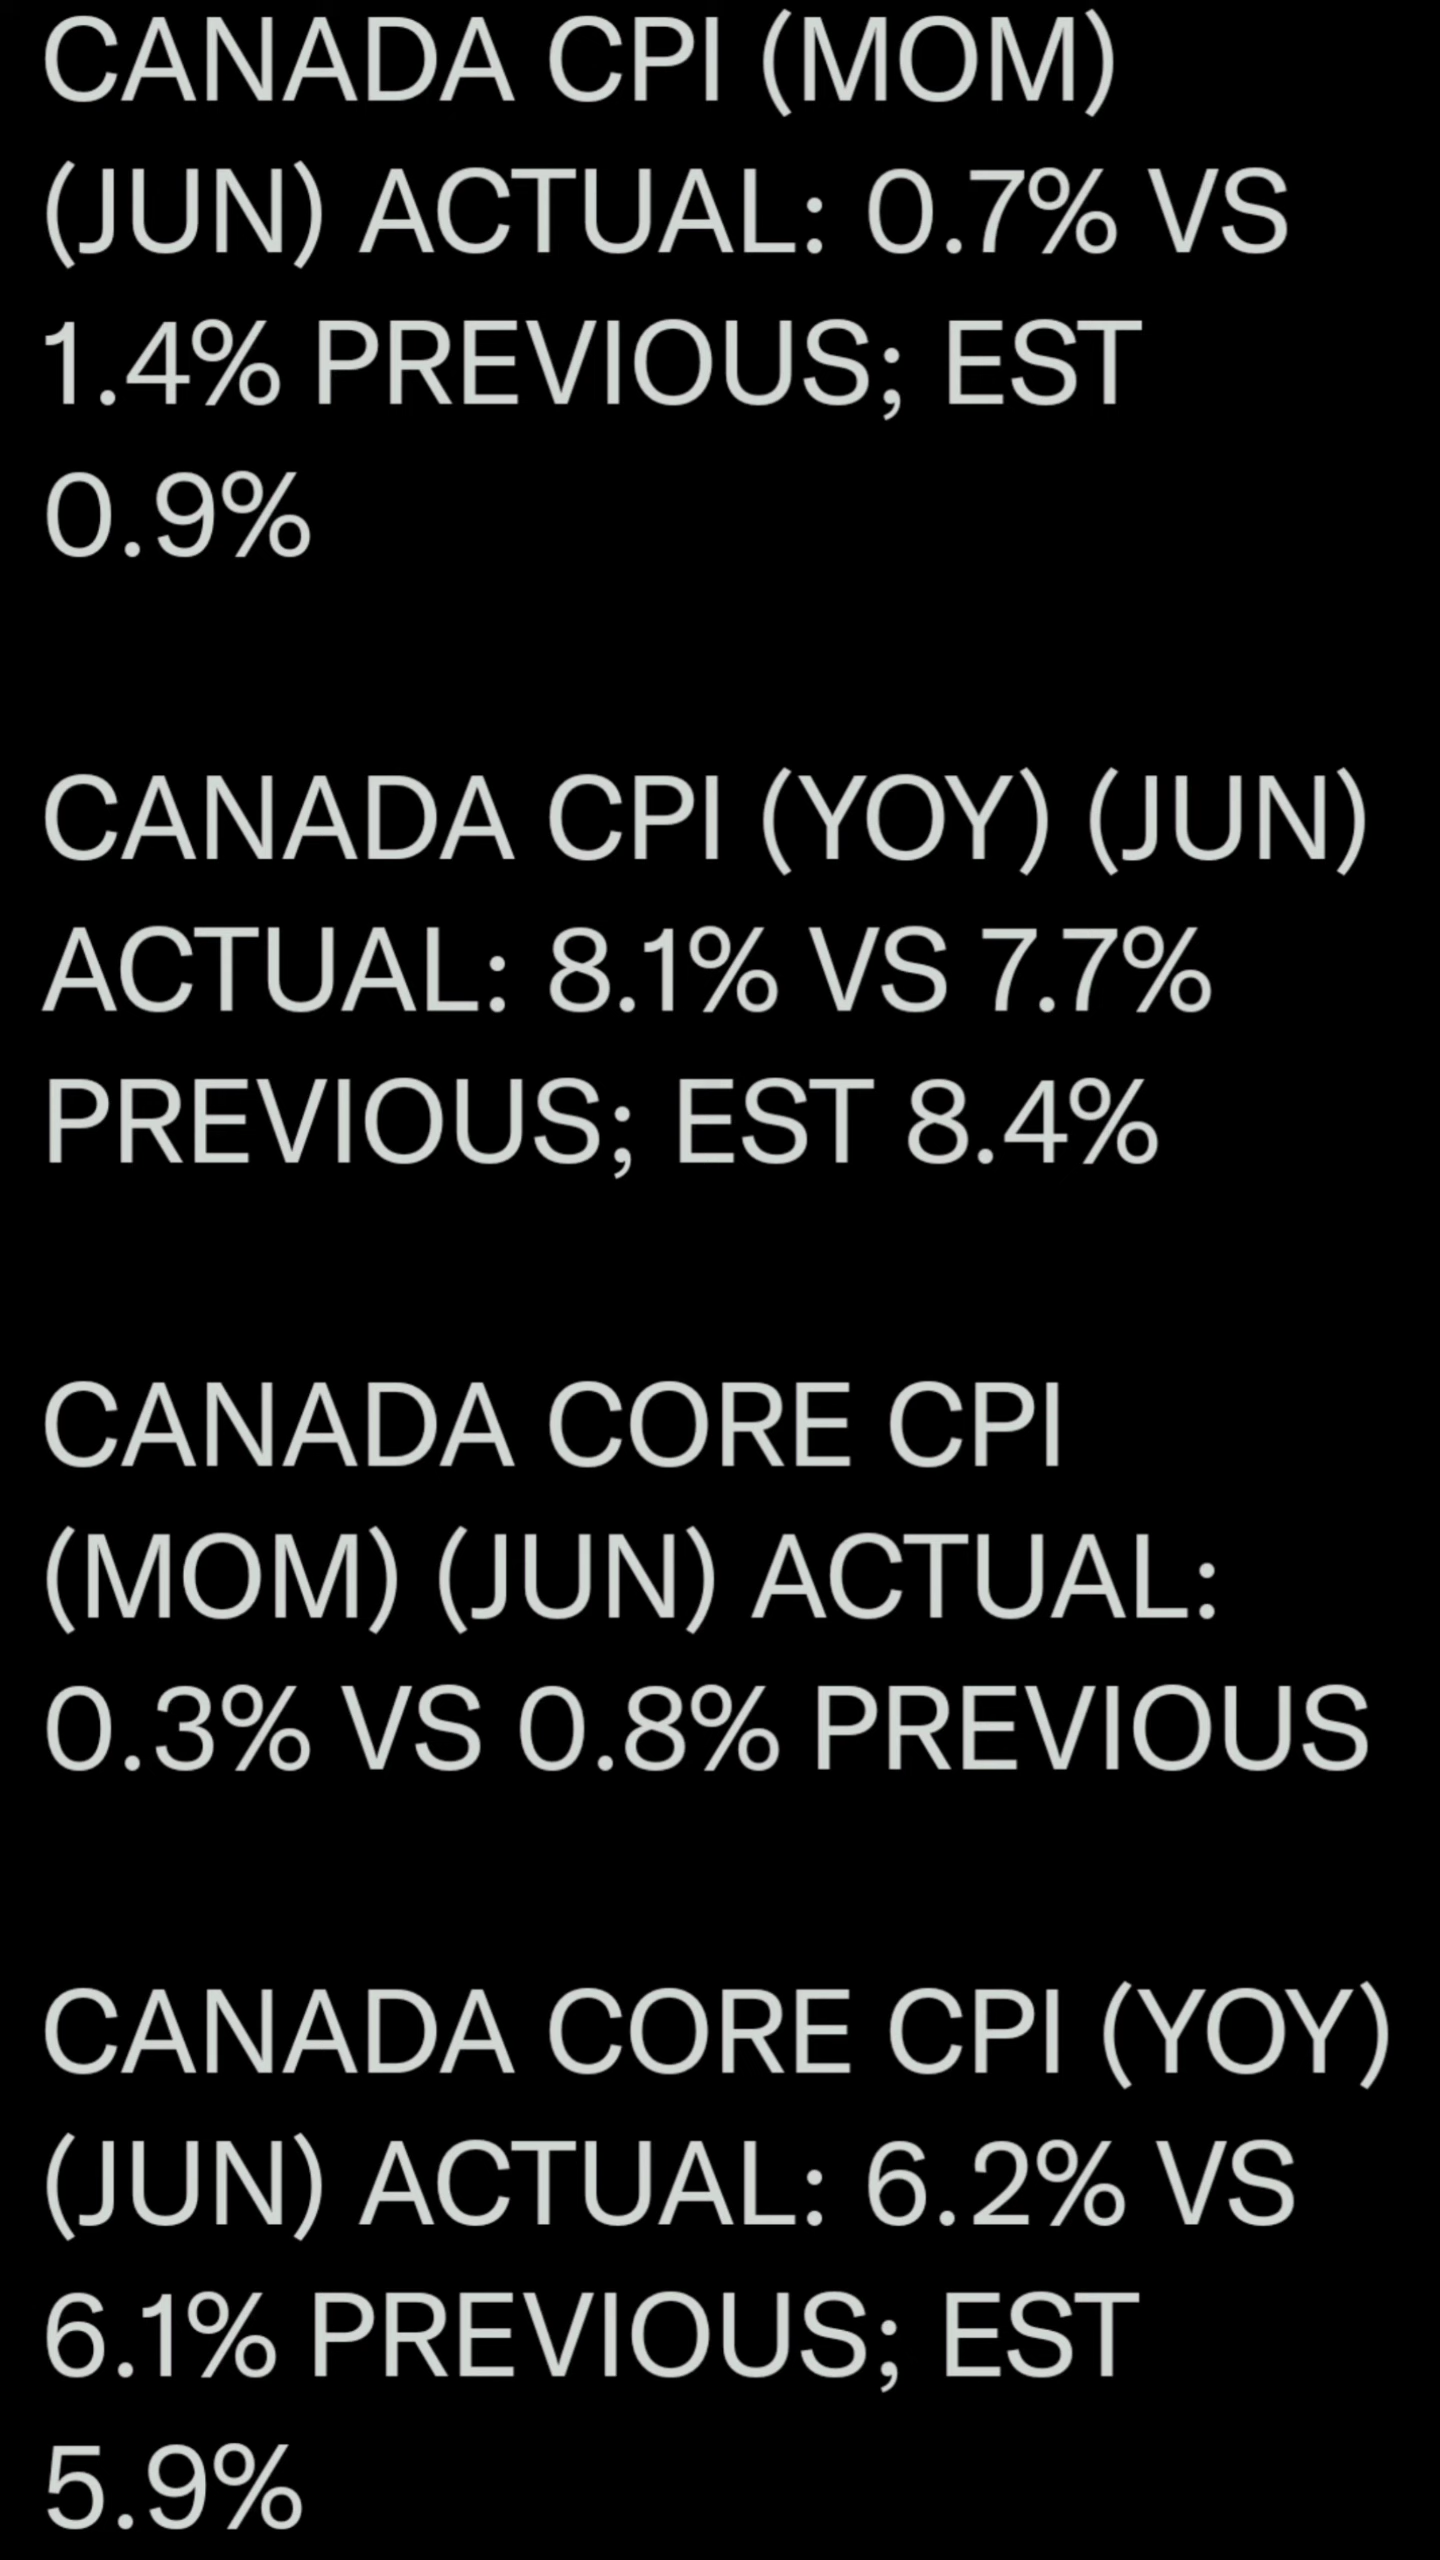 CANADA CPI (MOM)
(JUN) ACTUAL: 0.7% VS
1.4% PREVIOUS; EST
0.9%
CANADA CPI (YOY) (JUN)
ACTUAL: 8.1% VS 7.7%
PREVIOUS; EST 8.4%
CANADA CORE CPI
(MOM) (JUN) ACTUAL:
0.3% VS 0.8% PREVIOUS
CANADA CORE CPI (YOY)
(JUN) ACTUAL: 6.2% VS
6.1% PREVIOUS; EST
5.9%